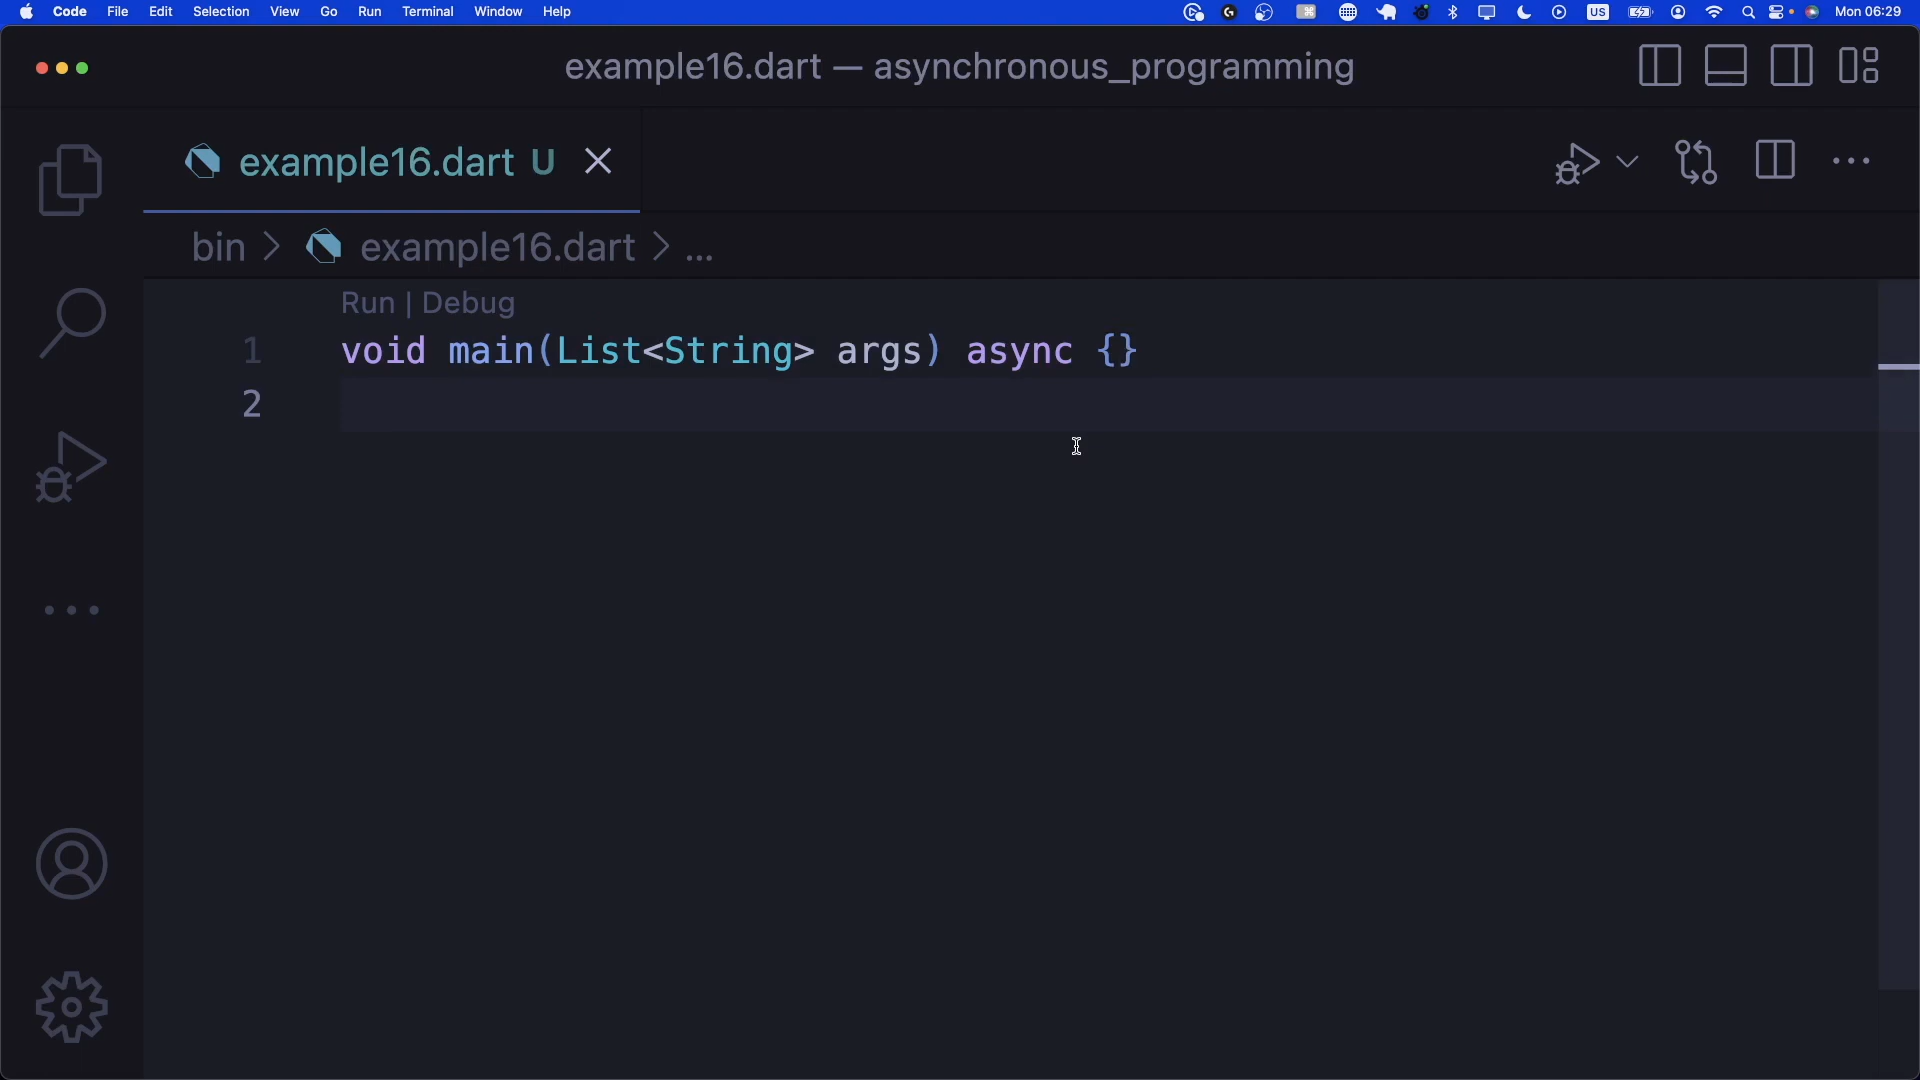 Code File Edit Selection View Go Run Terminal Window Help US Mon 06:29
example16.dart — asynchronous_programming
example16.dart U
bin > example16.dart > ...
Run | Debug
1 void main(List<String> args) async {}
2